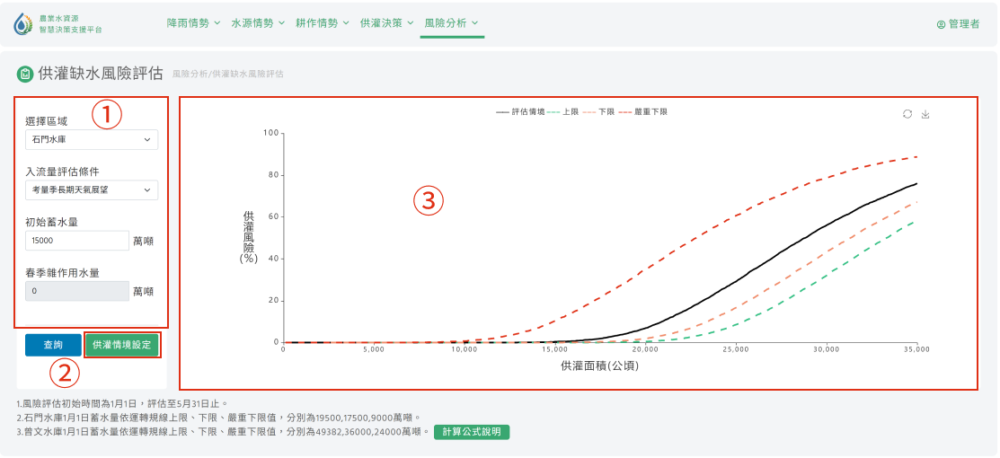 農業水資源
智慧決策支援平台
降雨情勢 水源情勢 耕作情勢 供灌決策 風險分析
管理者
供灌缺水風險評估 風險分析/供灌缺水風險評估
①
選擇區域
石門水庫
入流量評估條件
考量季長期天氣展望
初始蓄水量
15000 萬噸
春季雜作用水量
0 萬噸
查詢 供灌情境設定
②
評估情境 上限 下限 嚴重下限
③
供灌風險(%)
100
80
60
40
20
0
0 5,000 10,000 15,000 20,000 25,000 30,000 35,000
供灌面積(公頃)
1.風險評估初始時間為1月1日，評估至5月31日止。
2.石門水庫1月1日蓄水量依運轉規線上限、下限、嚴重下限值，分別為19500,17500,9000萬噸。
3.曾文水庫1月1日蓄水量依運轉規線上限、下限、嚴重下限值，分別為49382,36000,24000萬噸。 計算公式說明